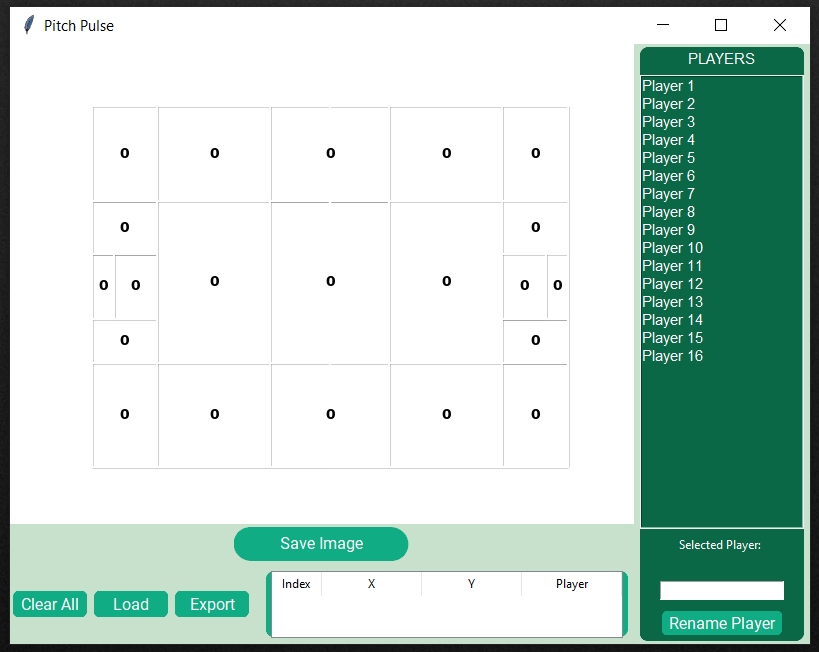 Pitch Pulse
PLAYERS
Player 1
Player 2
Player 3
Player 4
Player 5
Player 6
Player 7
Player 8
Player 9
Player 10
Player 11
Player 12
Player 13
Player 14
Player 15
Player 16
0 0 0 0 0
0 0
0 0 0
0 0 0 0
0 0
0 0 0 0 0
Save Image
Selected Player:
Clear All Load Export
Index X Y Player
Rename Player